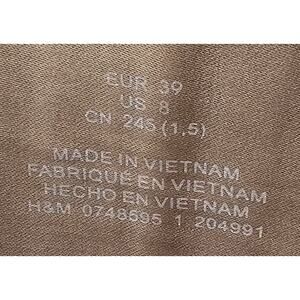 EUR 39
US 8
CN 245 (1,5)
MADE IN VIETNAM
FABRIQUÉ EN VIETNAM
HECHO EN VIETNAM
H&M 0748595 1 204991